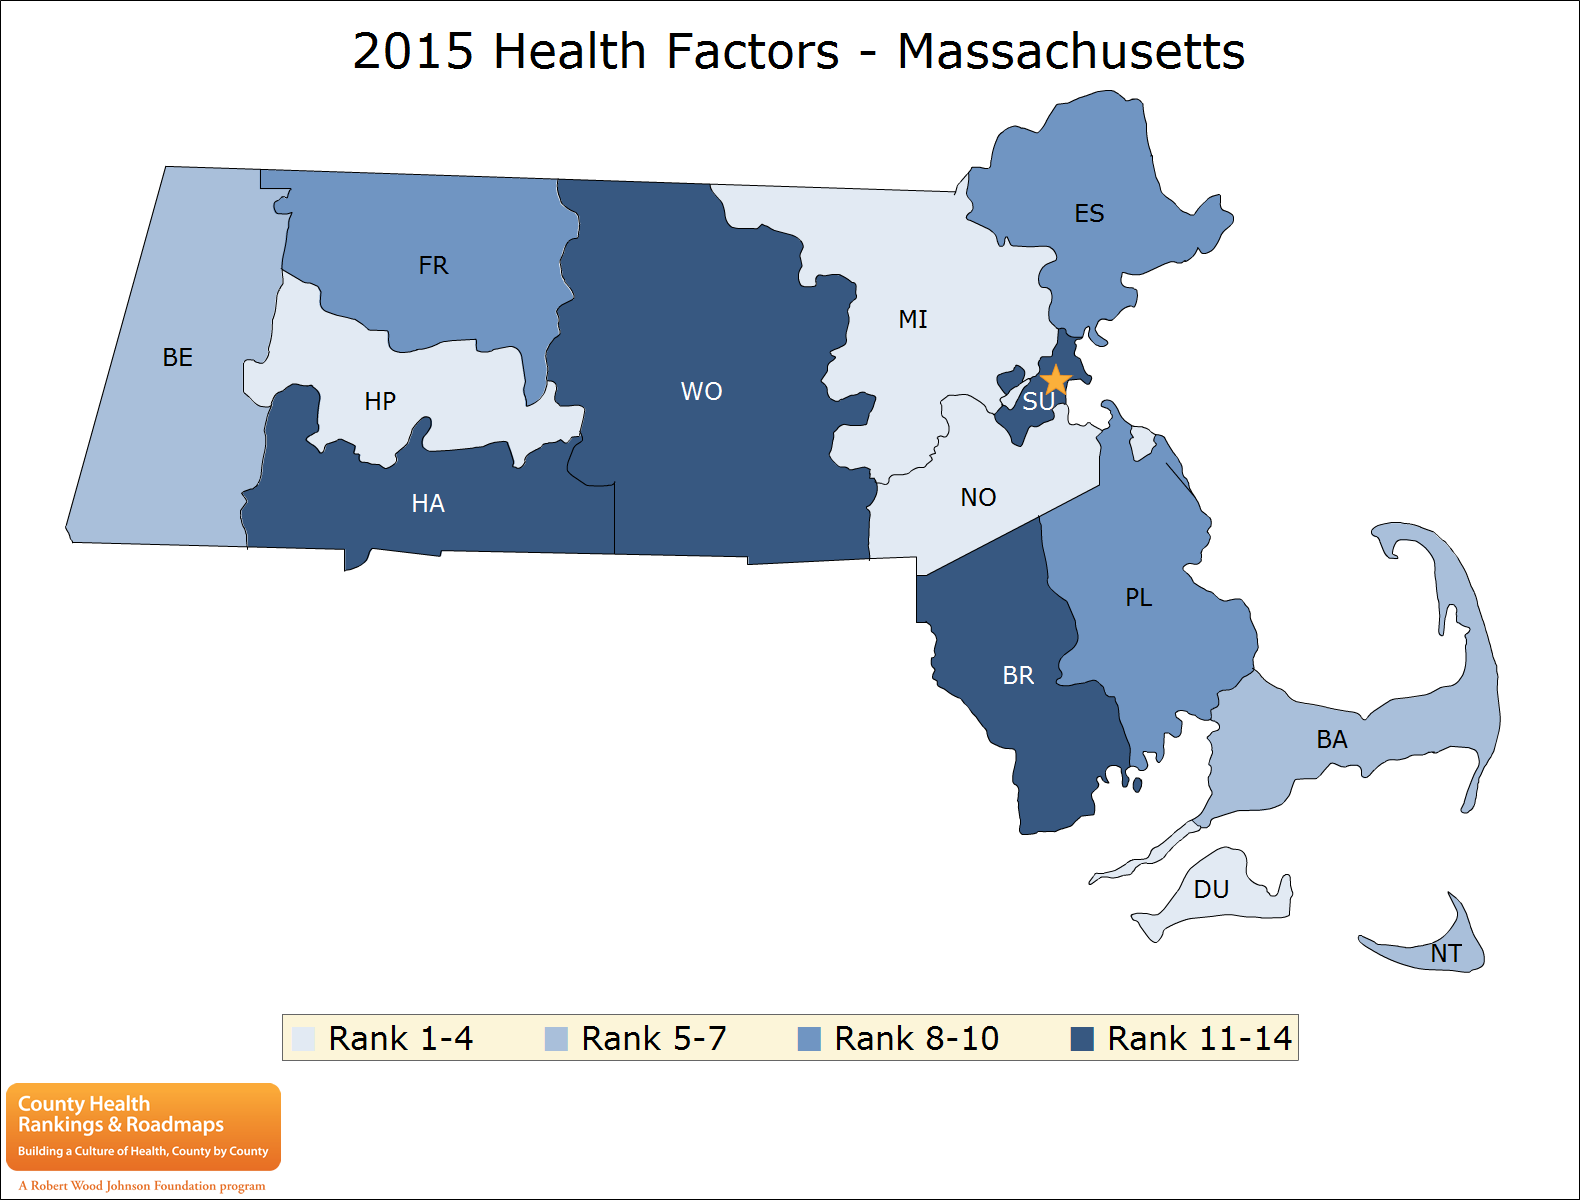 2015 Health Factors - Massachusetts
ES
FR
MI
BE
WO
HP
SU
NO
HA
PL
BR
BA
DU
NT
Rank 1-4 Rank 5-7 Rank 8-10 Rank 11-14
County Health
Rankings & Roadmaps
Building a Culture of Health, County by County
A Robert Wood Johnson Foundation program